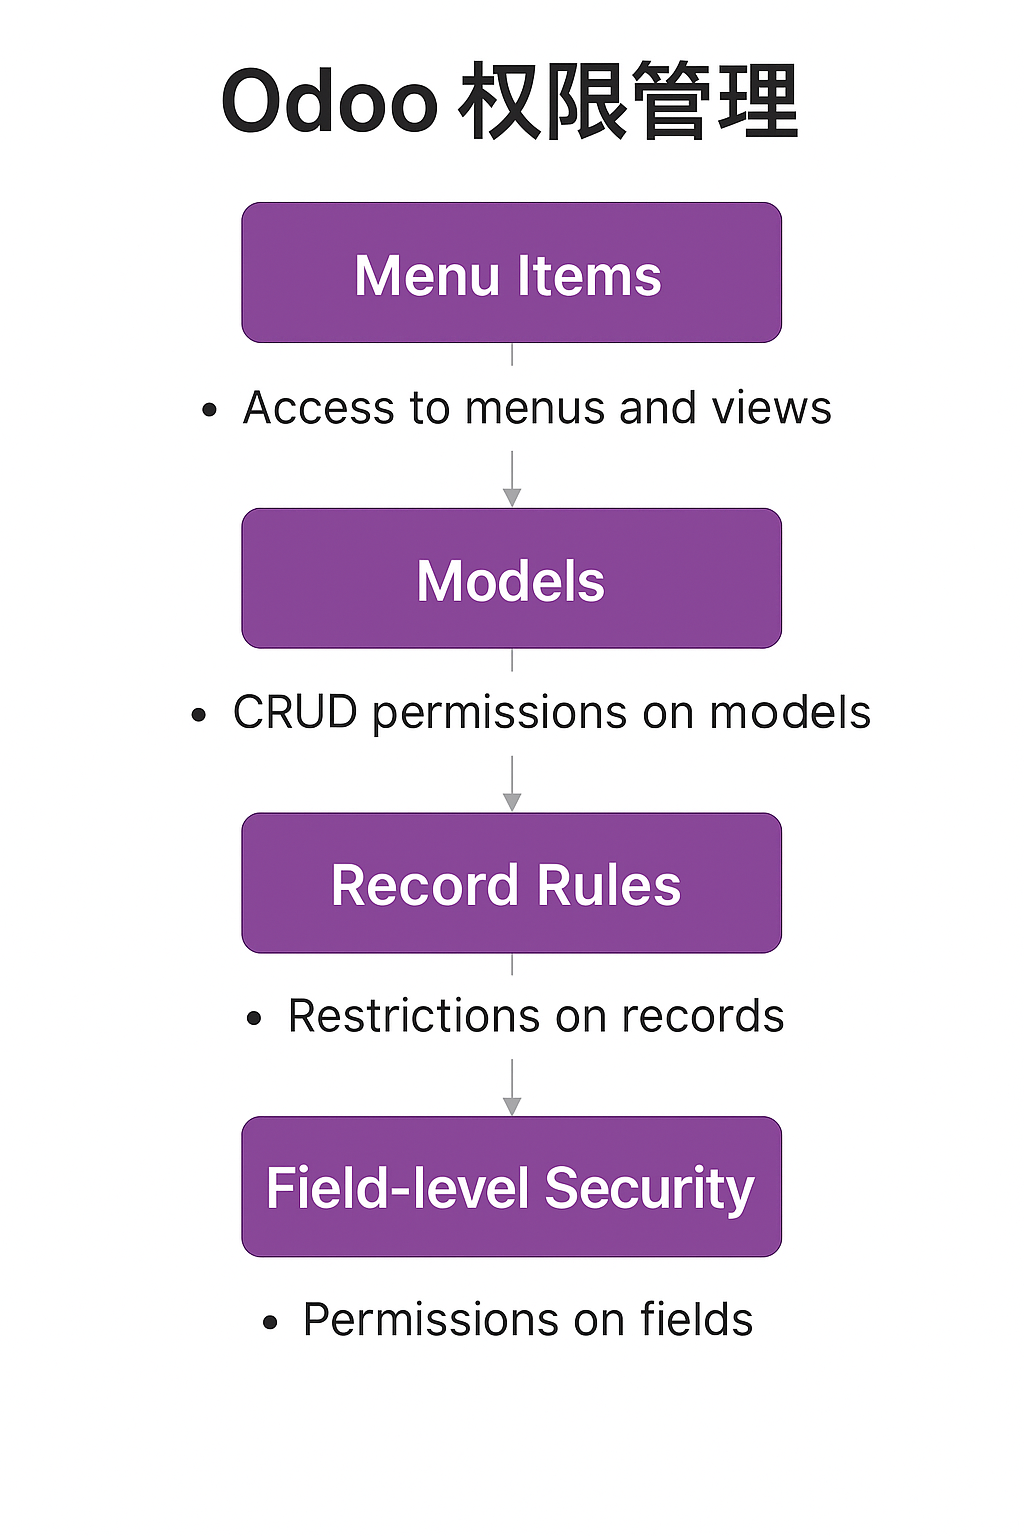 Odoo 权限管理
Menu Items
• Access to menus and views
Models
• CRUD permissions on models
Record Rules
• Restrictions on records
Field-level Security
• Permissions on fields